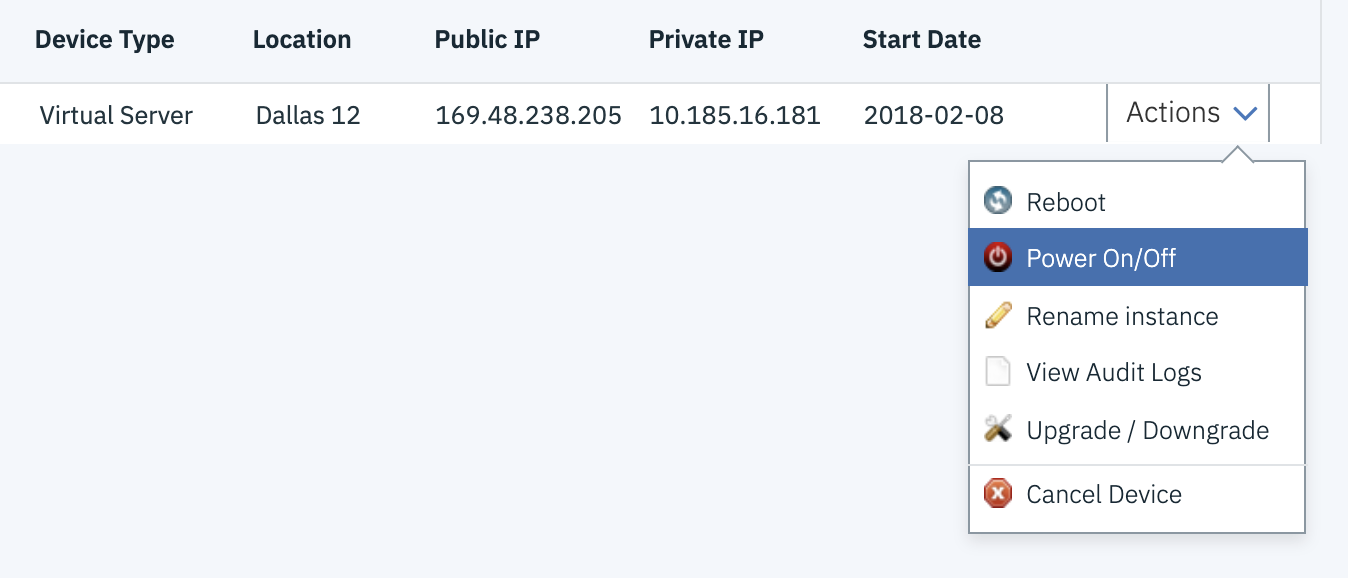 Device Type Location Public IP Private IP Start Date
Virtual Server Dallas 12 169.48.238.205 10.185.16.181 2018-02-08 Actions
Reboot
Power On/Off
Rename instance
View Audit Logs
Upgrade / Downgrade
Cancel Device